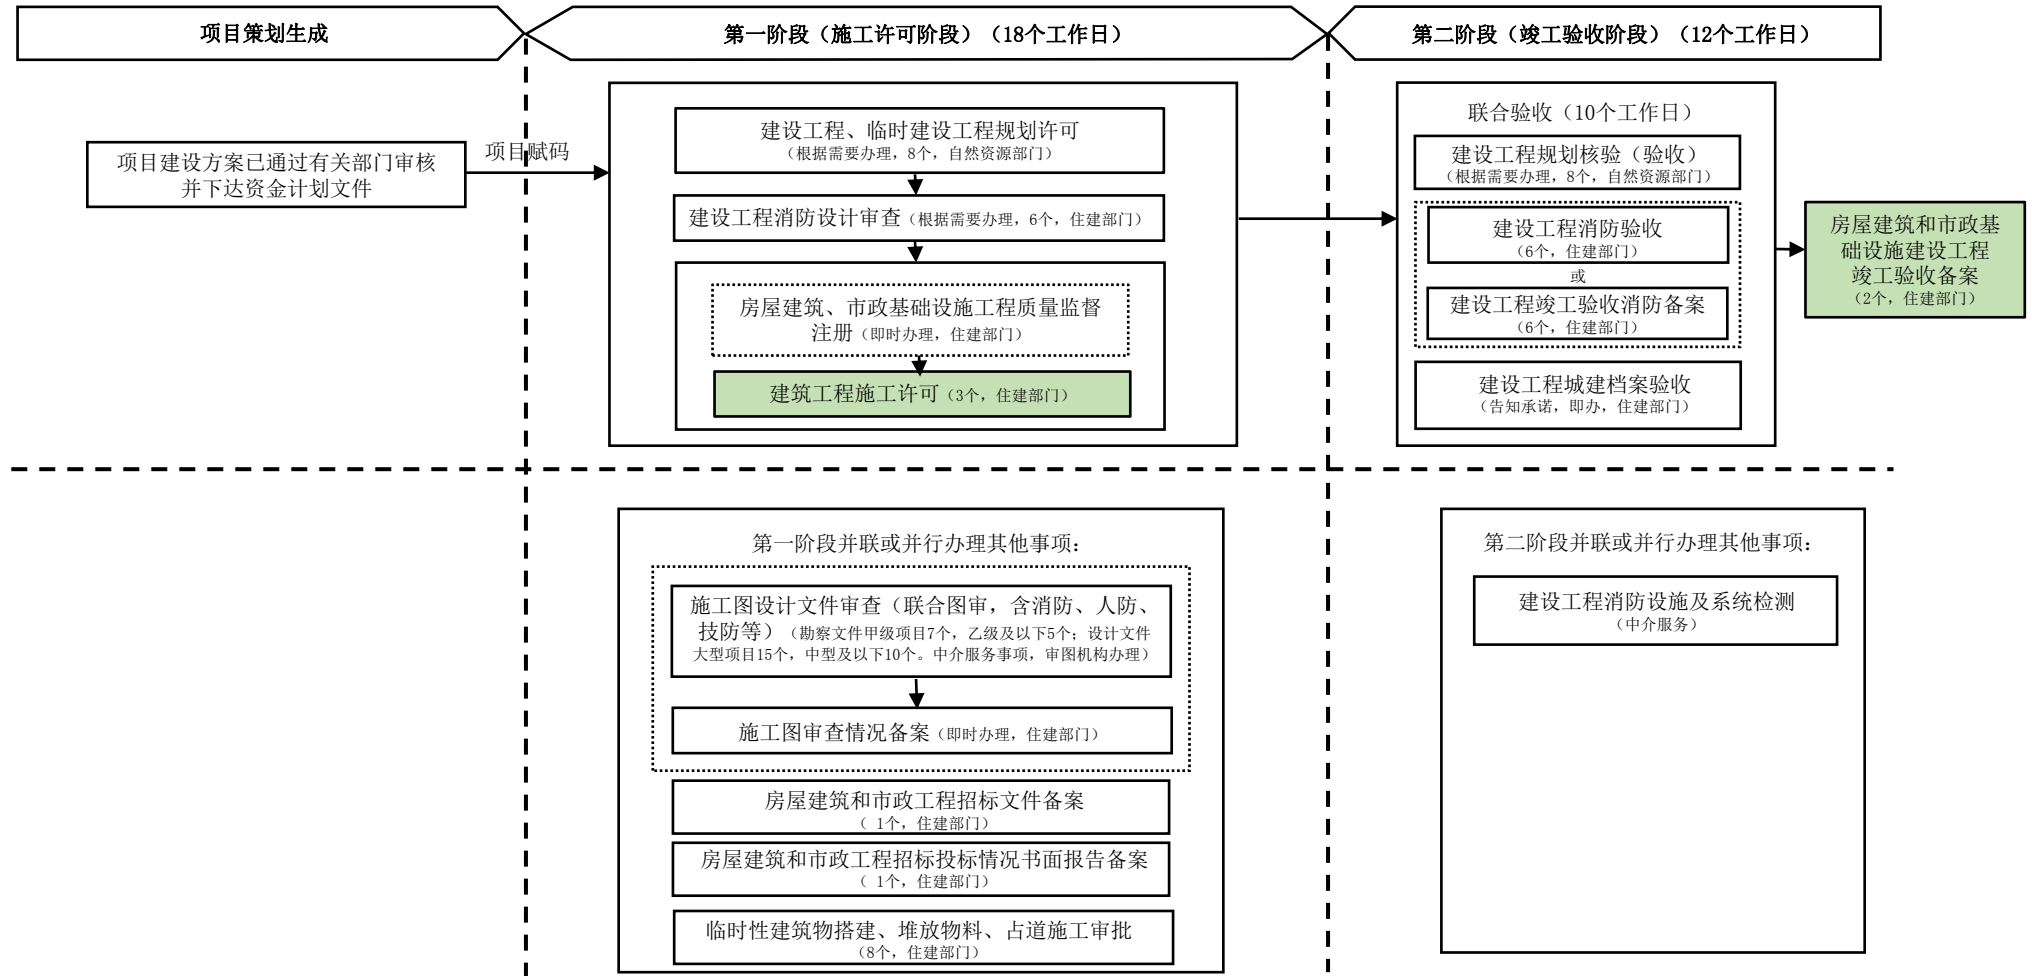 项目策划生成
第一阶段（施工许可阶段）（18个工作日）
第二阶段（竣工验收阶段）（12个工作日）
项目建设方案已通过有关部门审核
并下达资金计划文件
项目赋码
建设工程、临时建设工程规划许可
（根据需要办理，8个，自然资源部门）
建设工程消防设计审查（根据需要办理，6个，住建部门）
房屋建筑、市政基础设施工程质量监督
注册（即时办理，住建部门）
建筑工程施工许可（3个，住建部门）
联合验收（10个工作日）
建设工程规划核验（验收）
（根据需要办理，8个，自然资源部门）
建设工程消防验收
（6个，住建部门）
或
建设工程竣工验收消防备案
（6个，住建部门）
建设工程城建档案验收
（告知承诺，即办，住建部门）
房屋建筑和市政基
础设施建设工程
竣工验收备案
（2个，住建部门）
第一阶段并联或并行办理其他事项：
施工图设计文件审查（联合图审，含消防、人防、
技防等）（勘察文件甲级项目7个，乙级及以下5个；设计文件
大型项目15个，中型及以下10个。中介服务事项，审图机构办理）
施工图审查情况备案（即时办理，住建部门）
房屋建筑和市政工程招标文件备案
（ 1个，住建部门）
房屋建筑和市政工程招标投标情况书面报告备案
（ 1个，住建部门）
临时性建筑物搭建、堆放物料、占道施工审批
（8个，住建部门）
第二阶段并联或并行办理其他事项：
建设工程消防设施及系统检测
（中介服务）